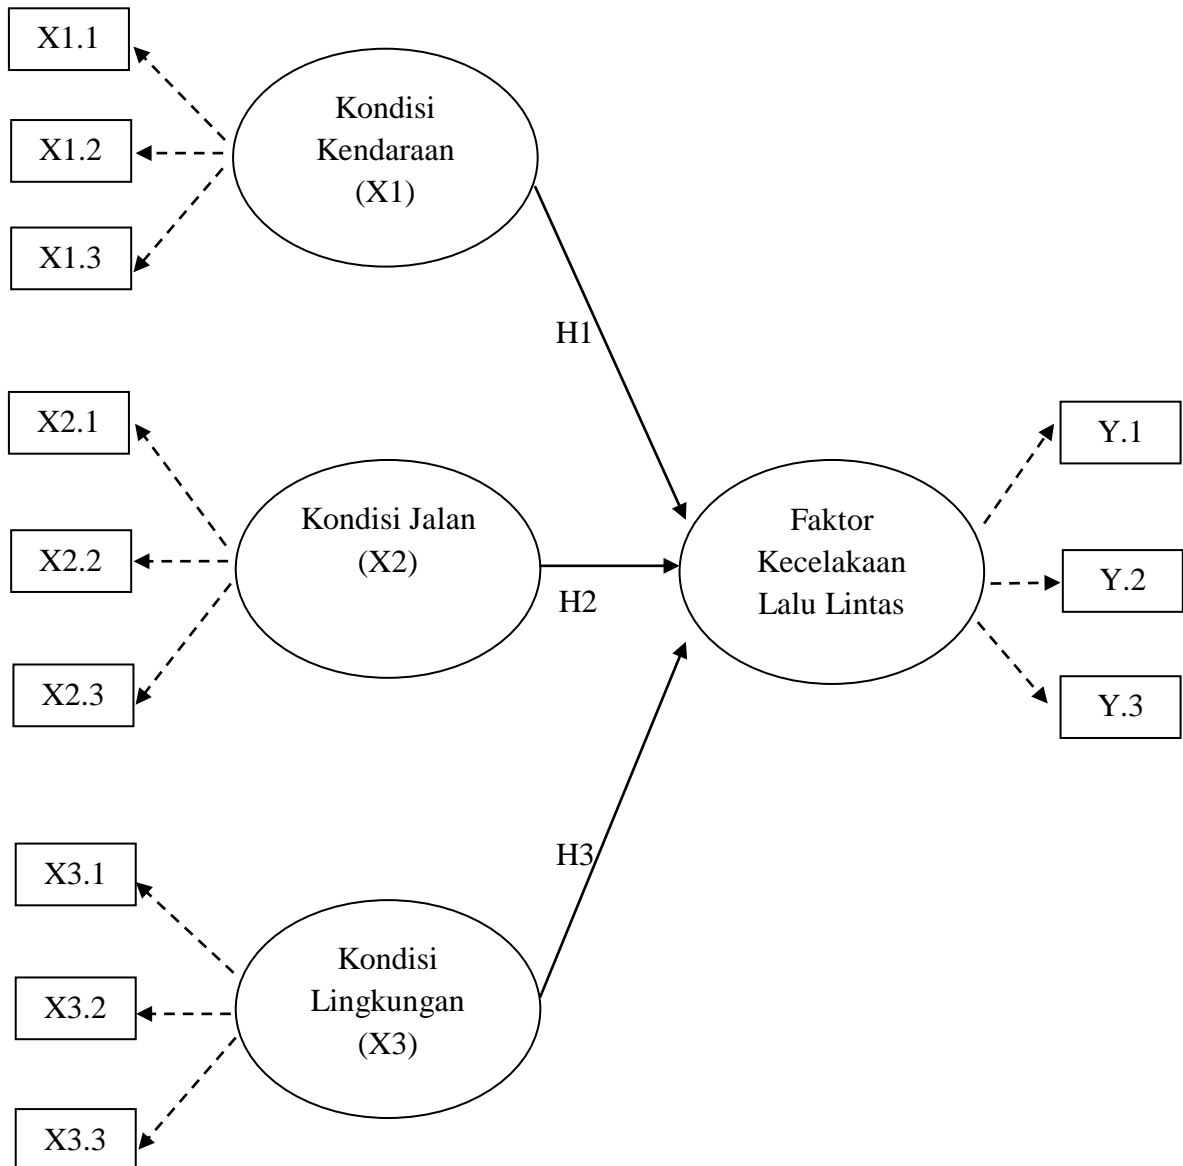 X1.1
X1.2
X1.3
Kondisi
Kendaraan
(X1)
H1
X2.1
X2.2
X2.3
Kondisi Jalan
(X2)
H2
Faktor
Kecelakaan
Lalu Lintas
Y.1
Y.2
Y.3
H3
X3.1
X3.2
X3.3
Kondisi
Lingkungan
(X3)